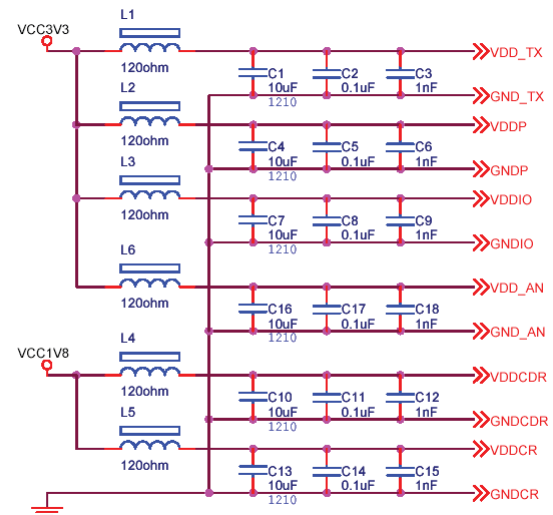 L1
VCC3V3
VDD_TX
120ohm
C1 C2 C3
10uF 0.1uF 1nF
1210
GND_TX
L2
VDDP
120ohm
C4 C5 C6
10uF 0.1uF 1nF
1210
GNDP
L3
VDDIO
120ohm
C7 C8 C9
10uF 0.1uF 1nF
1210
GNDIO
L6
VDD_AN
120ohm
C16 C17 C18
10uF 0.1uF 1nF
1210
GND_AN
L4
VCC1V8
VDDCDR
120ohm
C10 C11 C12
10uF 0.1uF 1nF
1210
GNDCDR
L5
VDDCR
120ohm
C13 C14 C15
10uF 0.1uF 1nF
1210
GNDCR